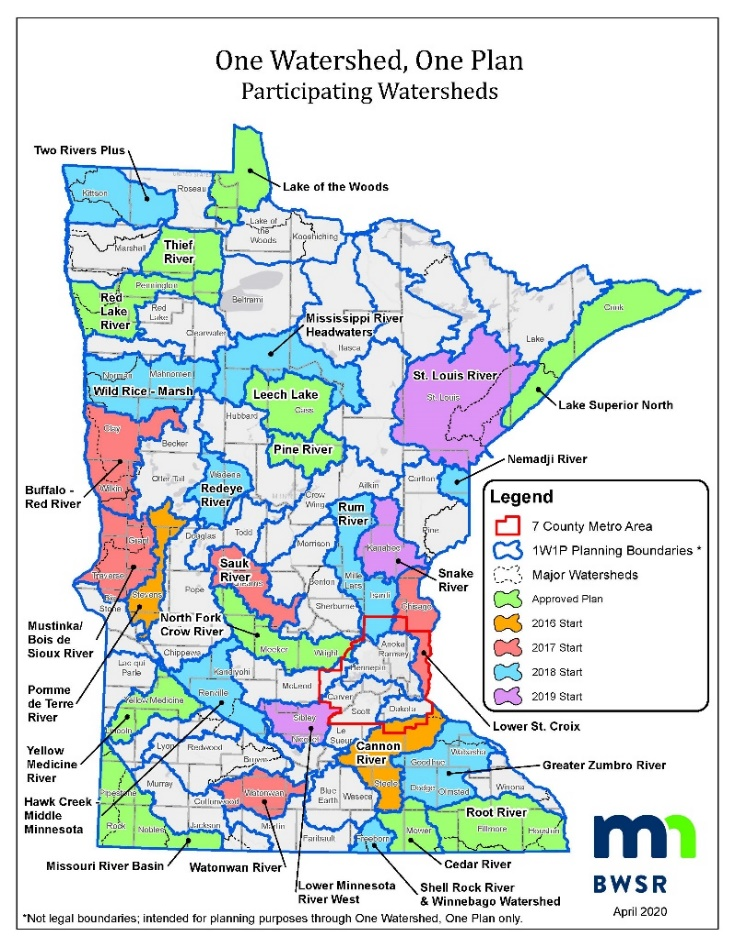 One Watershed, One Plan
Participating Watersheds
Two Rivers Plus
Kittson
Roseau
Lake of the Woods
Lake of
the
Woods
Koochiching
Marshall
Thief
River
Pennington
Red
Lake
River
Red
Lake
Beltrami
Clearwater
Mississippi River
Headwaters
Itasca
Cook
Lake
Norman
Mahnomen
Wild Rice - Marsh
Leech Lake
Cass
St. Louis River
St. Louis
Lake Superior North
Hubbard
Clay
Becker
Pine River
Nemadji River
Buffalo -
Red River
Wilkin
Otter Tail
Wadena
Redeye
River
Crow
Wing
Aitkin
Carlton
Rum
River
Pine
Legend
7 County Metro Area
1W1P Planning Boundaries *
Major Watersheds
Approved Plan
2016 Start
2017 Start
2018 Start
2019 Start
Grant
Douglas
Todd
Morrison
Mille
Lacs
Kanabec
Snake
River
Traverse
Stevens
Stone
Pope
Sauk
River
Stearns
Benton
Sherburne
Isanti
Chisago
Mustinka/
Bois de
Sioux River
North Fork
Crow River
Chippewa
Meeker
Wright
Anoka
Ramsey
Hennepin
Lac qui
Parle
Kandiyohi
McLeod
Carver
Scott
Dakota
Pomme
de Terre
River
Yellow Medicine
Renville
Sibley
Nicollet
Le
Sueur
Lower St. Croix
Lincoln
Lyon
Redwood
Brown
Cannon
River
Goodhue
Wabasha
Greater Zumbro River
Yellow
Medicine
River
Hawk Creek -
Middle
Minnesota
Pipestone
Murray
Cottonwood
Watonwan
Blue
Earth
Waseca
Steele
Dodge
Olmsted
Winona
Rock
Nobles
Jackson
Martin
Faribault
Freeborn
Mower
Root River
Fillmore
Houston
Missouri River Basin
Watonwan River
Lower Minnesota
River West
Cedar River
Shell Rock River
& Winnebago Watershed
mn
BWSR
April 2020
*Not legal boundaries; intended for planning purposes through One Watershed, One Plan only.